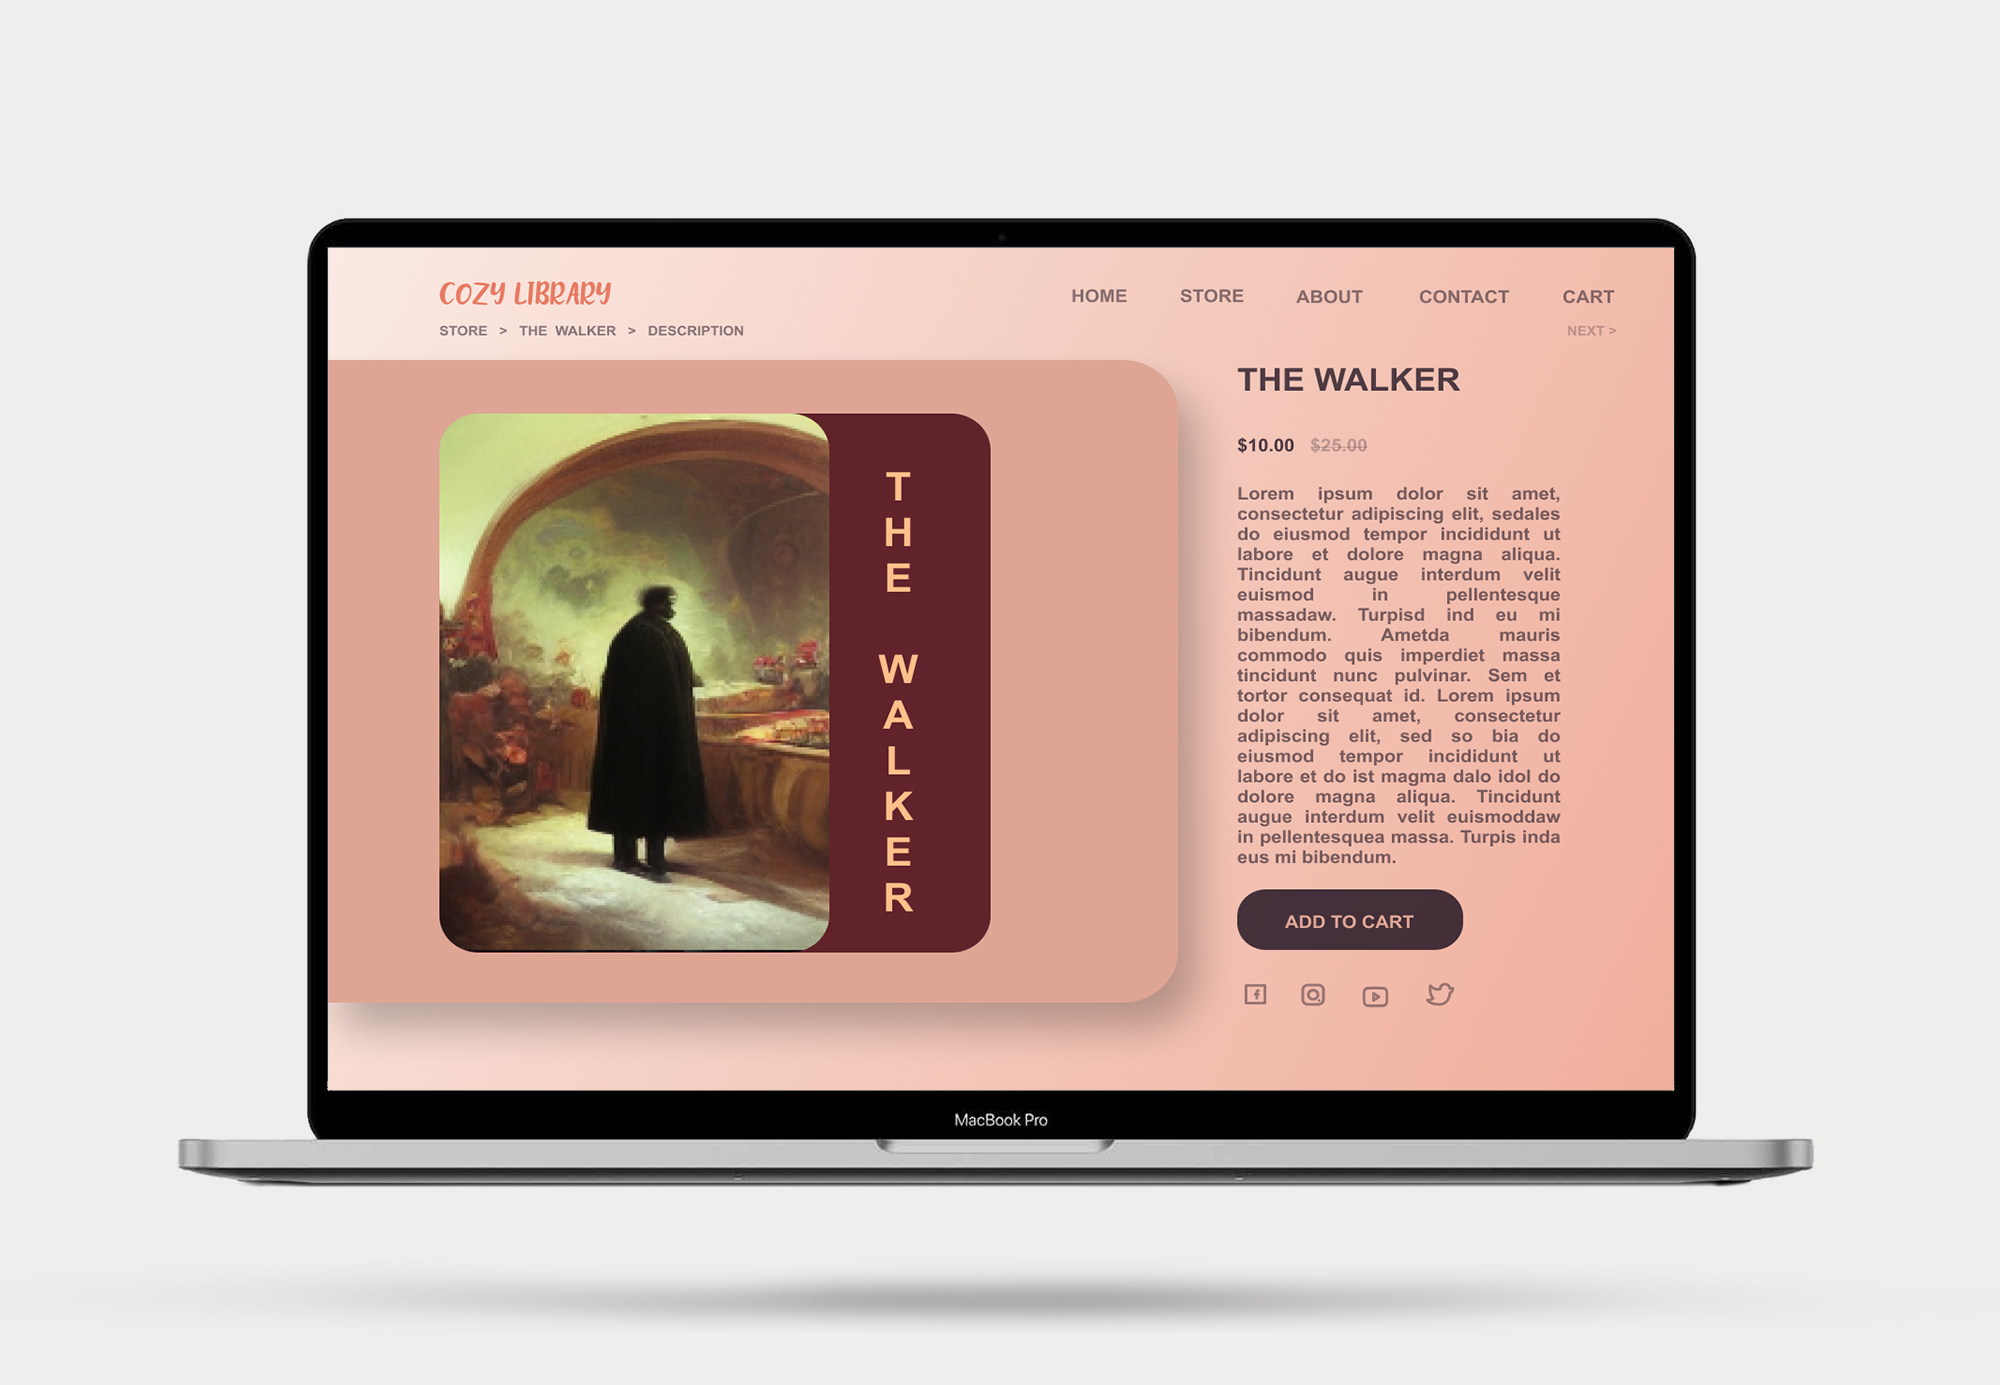 COZY LIBRARY
HOME STORE ABOUT CONTACT CART
STORE > THE WALKER > DESCRIPTION
NEXT >
THE WALKER
THE WALKER
$10.00 $25.00
Lorem ipsum dolor sit amet,
consectetur adipiscing elit, sedales
do eiusmod tempor incididunt ut
labore et dolore magna aliqua.
Tincidunt augue interdum velit
euismod in pellentesque
massadaw. Turpisd ind eu mi
bibendum. Ametda mauris
commodo quis imperdiet massa
tincidunt nunc pulvinar. Sem et
tortor consequat id. Lorem ipsum
dolor sit amet, consectetur
adipiscing elit, sed so bia do
eiusmod tempor incididunt ut
labore et do ist magma dalo idol do
dolore magna aliqua. Tincidunt
augue interdum velit euismoddaw
in pellentesquea massa. Turpis inda
eus mi bibendum.
ADD TO CART
MacBook Pro